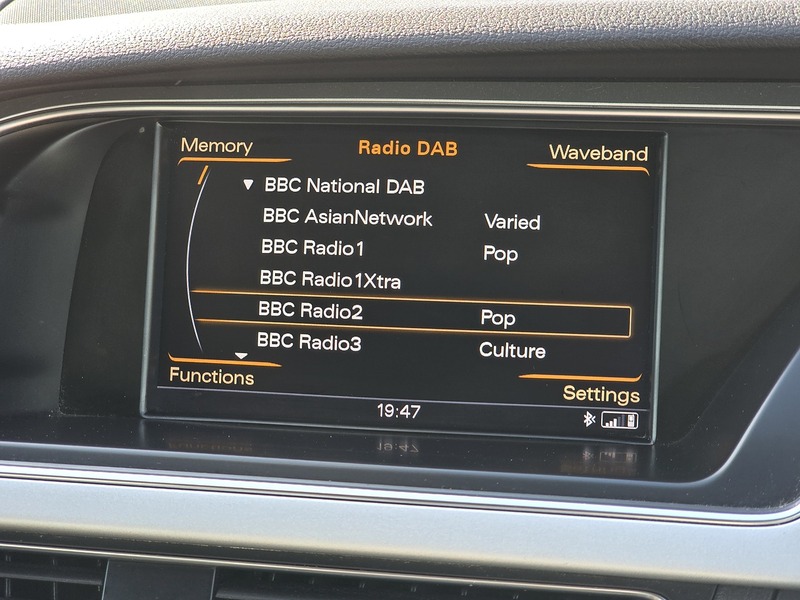 Memory Radio DAB Waveband
▼ BBC National DAB
BBC AsianNetwork Varied
BBC Radio1 Pop
BBC Radio1Xtra
BBC Radio2 Pop
BBC Radio3 Culture
Functions Settings
19:47